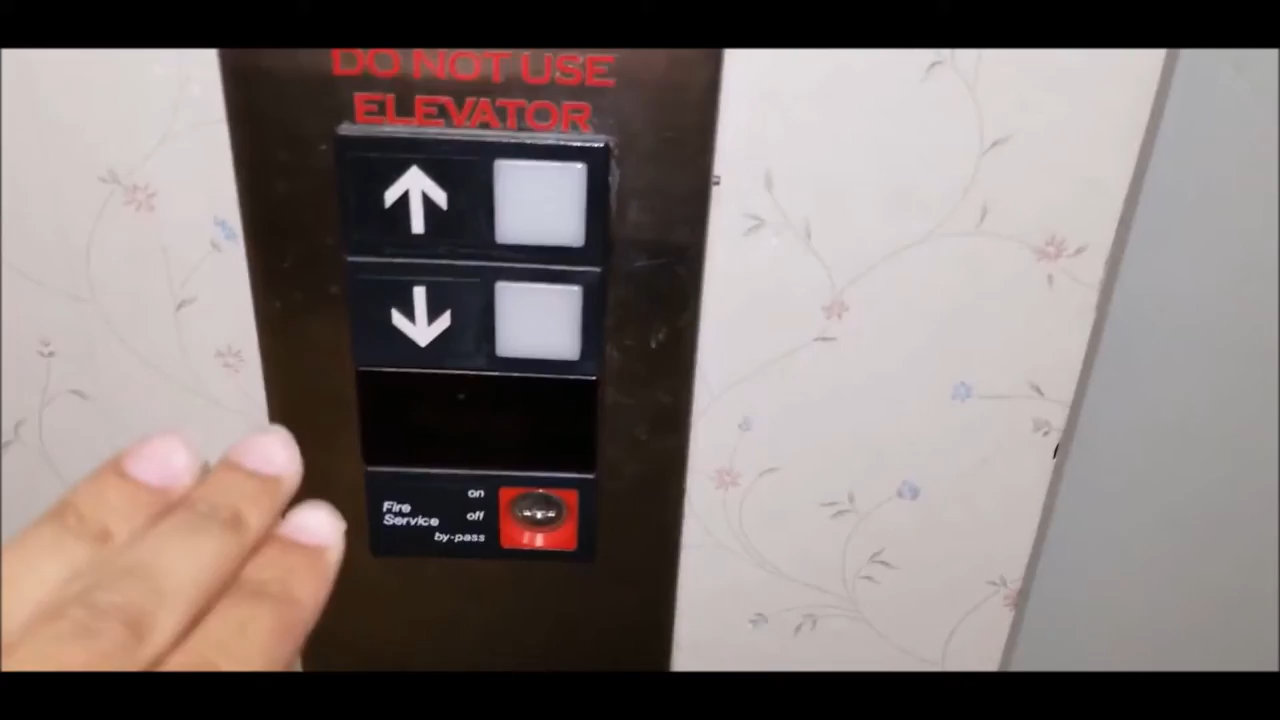 DO NOT USE
ELEVATOR
on
Fire
Service
off
by-pass